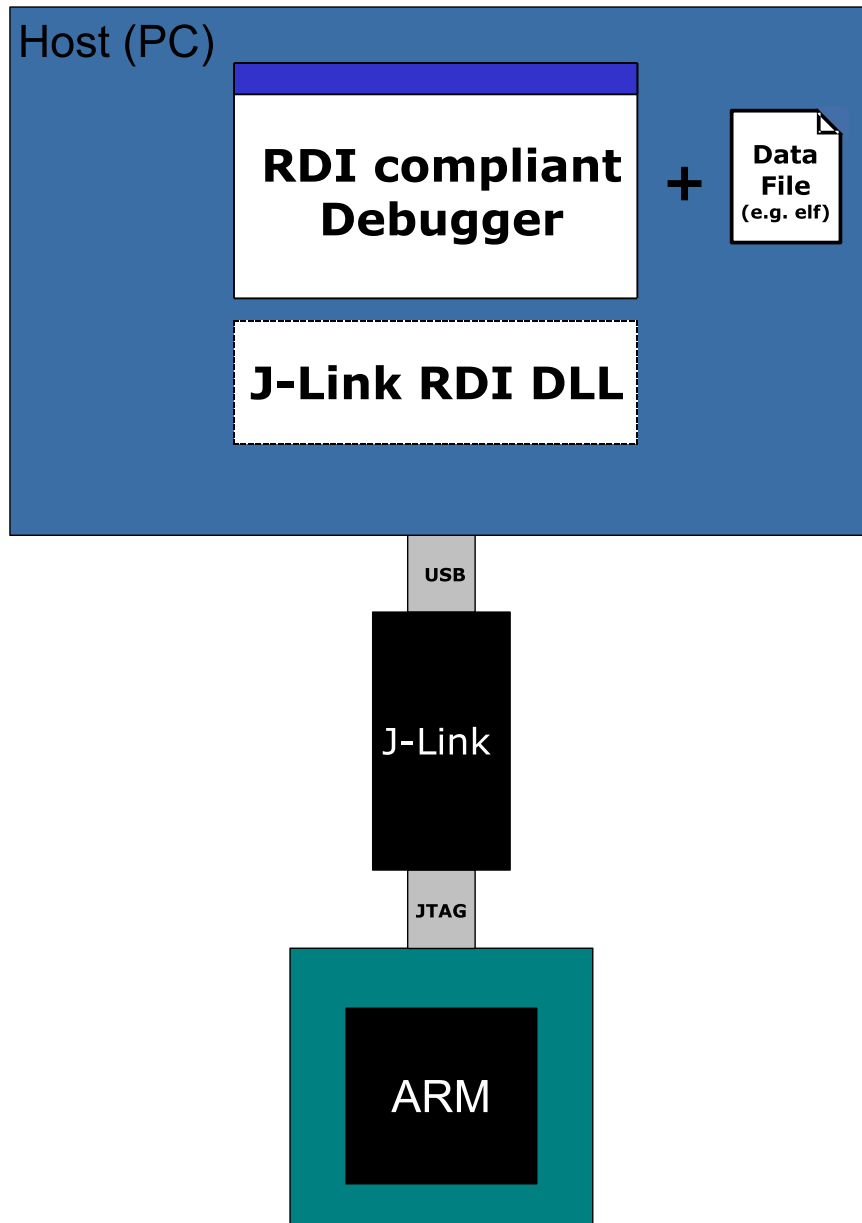 Host (PC)
RDI compliant
Debugger
+
Data
File
(e.g. elf)
J-Link RDI DLL
USB
J-Link
JTAG
ARM